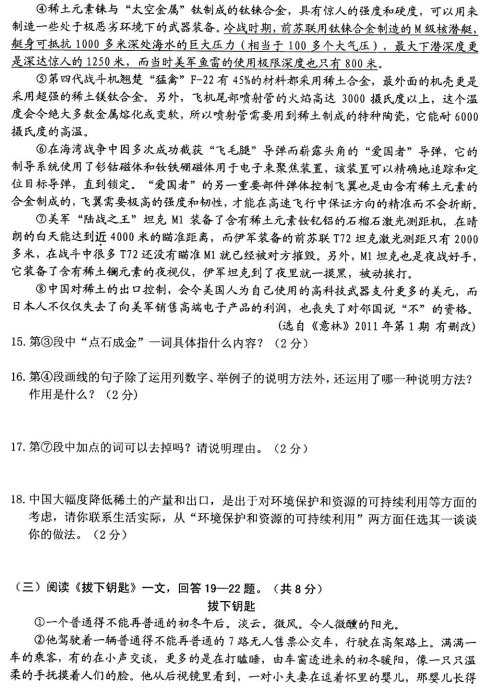 ④稀土元素铼与“太空金属”钛制成的钛铼合金，具有惊人的强度和硬度，可以用来
制造一些处于极恶劣环境下的武器装备。冷战时期，前苏联用钛铼合金制造的M级核潜艇，
艇身可抵抗1000多米深处海水的巨大压力（相当于100多个大气压），最大下潜深度更
是深达惊人的1250米，而当时美军鱼雷的使用极限深度也只有800米。
⑤第四代战斗机翘楚“猛禽”F-22有45%的材料都采用稀土合金，最外面的机壳更是
采用超强的稀土镁钛合金。另外，飞机尾部喷射管的火焰高达3000摄氏度以上，这个温
度会令绝大多数金属熔化或变软，所以喷射管需要用到稀土制成的特种陶瓷，它能耐6000
摄氏度的高温。
⑥在海湾战争中因多次成功截获“飞毛腿”导弹而崭露头角的“爱国者”导弹，它的
制导系统使用了钐钴磁体和钕铁硼磁体用于电子束聚焦装置，该装置可以精确地追踪和定
位目标导弹，直到锁定。“爱国者”的另一重要部件弹体控制飞翼也是由含有稀土元素的
合金制成的，飞翼需要极高的强度和韧性，才能在高速飞行中保证方向的精准而不会折断。
⑦美军“陆战之王”坦克M1装备了含有稀土元素钕钇铝的石榴石激光测距机，在晴
朗的白天能达到近4000米的瞄准距离，而伊军装备的前苏联T72坦克激光测距只有2000
多米，在战斗中很多T72还没有瞄准M1就已经被对方摧毁。另外，M1坦克也是夜战好手，
它装备了含有稀土镧元素的夜视仪，伊军坦克到了夜里就一摸黑，被动挨打。
⑧中国对稀土的出口控制，会令美国人为自己使用的高科技武器支付更多的美元，而
日本人不仅仅失去了向美军销售高端电子产品的利润，也丧失了对邻国说“不”的资格。
（选自《意林》2011年第1期 有删改)
15. 第③段中“点石成金”一词具体指什么内容？（2分）
16. 第④段画线的句子除了运用列数字、举例子的说明方法外，还运用了哪一种说明方法？
作用是什么？（2分）
17. 第⑦段中加点的词可以去掉吗？请说明理由。（2分）
18. 中国大幅度降低稀土的产量和出口，是出于对环境保护和资源的可持续利用等方面的
考虑，请你联系生活实际，从“环境保护和资源的可持续利用”两方面任选其一谈谈
你的做法。（2分）
（三）阅读《拔下钥匙》一文，回答19—22题。（共8分）
拔下钥匙
①一个普通得不能再普通的初冬午后。淡云。微风。令人微醺的阳光。
②他驾驶着一辆普通得不能再普通的7路无人售票公交车，行驶在高架路上。满满一
车的乘客，有的在小声交谈，更多的是在打瞌睡，由车窗透进来的初冬暖阳，像一只只温
柔的手抚摸着人们的脸。他从后视镜里看到，一对小夫妻在逗着怀里的婴儿，那婴儿长得